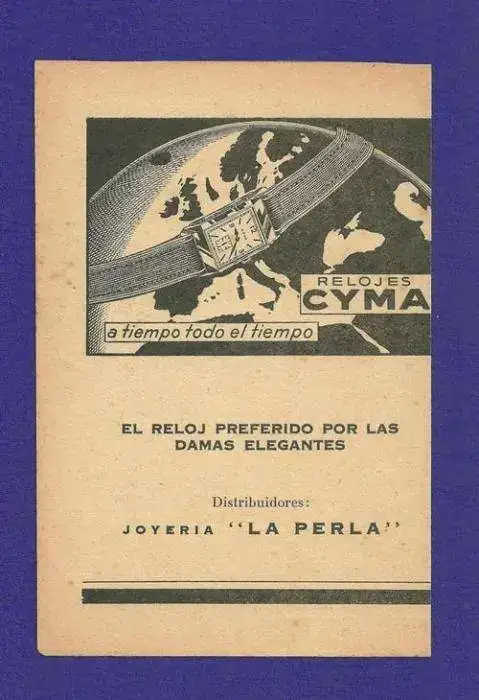 RELOJES
CYMA
a tiempo todo el tiempo
EL RELOJ PREFERIDO POR LAS
DAMAS ELEGANTES
Distribuidores:
JOYERIA "LA PERLA"